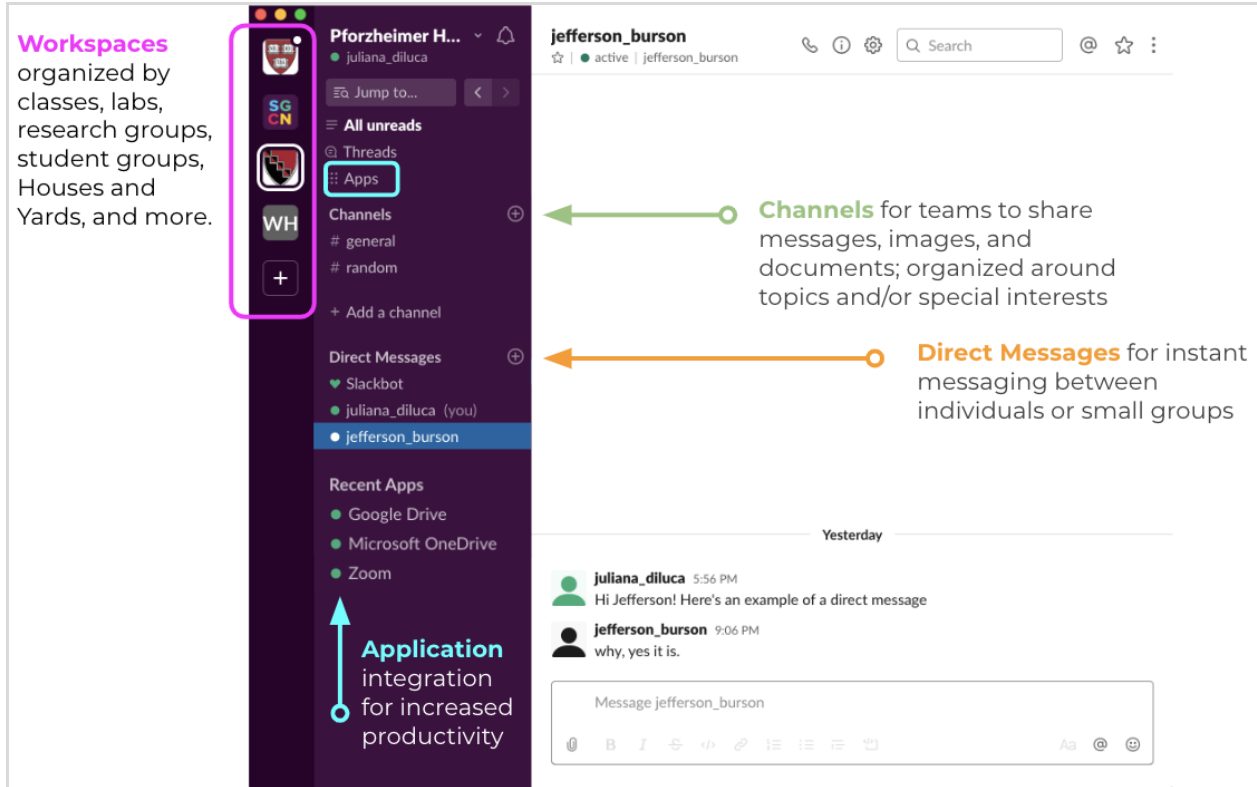 Workspaces
organized by
classes, labs,
research groups,
student groups,
Houses and
Yards, and more.
SG
CN
WH
+
Pforzheimer H...
juliana_diluca
Jump to...
All unreads
Threads
Apps
Channels
# general
# random
+ Add a channel
Direct Messages
Slackbot
juliana_diluca (you)
jefferson_burson
Recent Apps
Google Drive
Microsoft OneDrive
Zoom
Application
integration
for increased
productivity
jefferson_burson
active | jefferson_burson
Search
@
Channels for teams to share
messages, images, and
documents; organized around
topics and/or special interests
Direct Messages for instant
messaging between
individuals or small groups
Yesterday
juliana_diluca 5:56 PM
Hi Jefferson! Here's an example of a direct message
jefferson_burson 9:06 PM
why, yes it is.
Message jefferson_burson
B I S </> Aa @